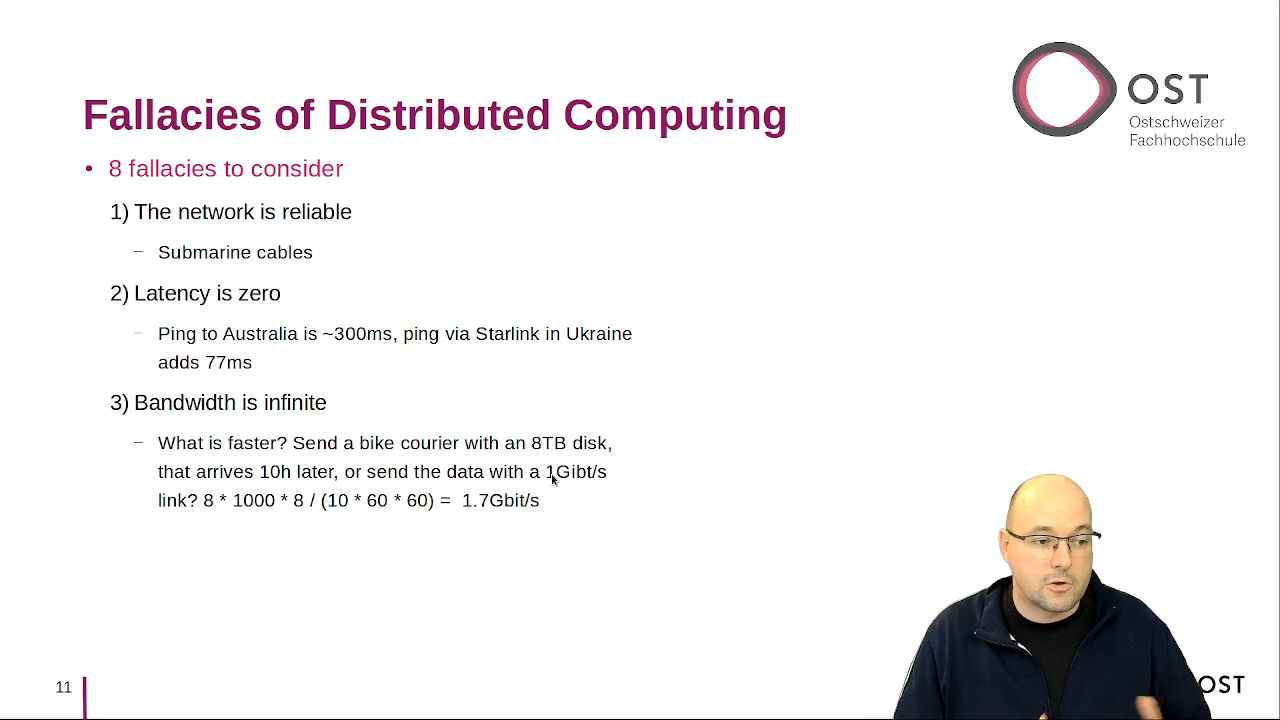 OST
Ostschweizer
Fachhochschule
Fallacies of Distributed Computing
• 8 fallacies to consider
1) The network is reliable
– Submarine cables
2) Latency is zero
– Ping to Australia is ~300ms, ping via Starlink in Ukraine
adds 77ms
3) Bandwidth is infinite
– What is faster? Send a bike courier with an 8TB disk,
that arrives 10h later, or send the data with a 1Gibt/s
link? 8 * 1000 * 8 / (10 * 60 * 60) = 1.7Gbit/s
11
OST